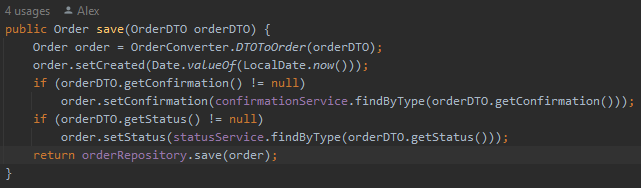 4 usages   Alex
public Order save(OrderDTO orderDTO) {
    Order order = OrderConverter.DTOToOrder(orderDTO);
    order.setCreated(Date.valueOf(LocalDate.now()));
    if (orderDTO.getConfirmation() != null)
        order.setConfirmation(confirmationService.findByType(orderDTO.getConfirmation()));
    if (orderDTO.getStatus() != null)
        order.setStatus(statusService.findByType(orderDTO.getStatus()));
    return orderRepository.save(order);
}